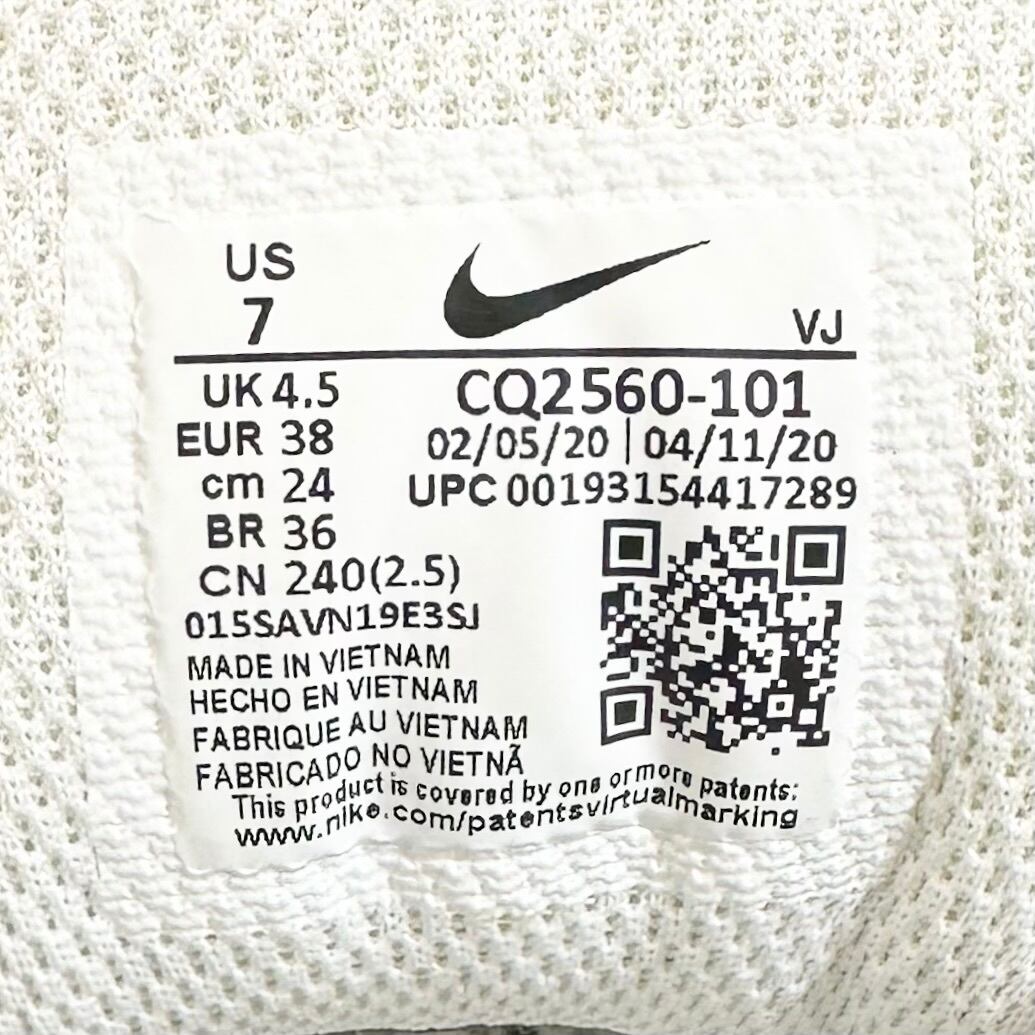 US
7
VJ
UK 4.5
EUR 38
cm 24
BR 36
CN 240(2.5)
CQ2560-101
02/05/20 | 04/11/20
UPC 00193154417289
015SAVN19E3SJ
MADE IN VIETNAM
HECHO EN VIETNAM
FABRIQUE AU VIETNAM
FABRICADO NO VIETNÃ
This product is covered by one or more patents:
www.nike.com/patentsvirtualmarking